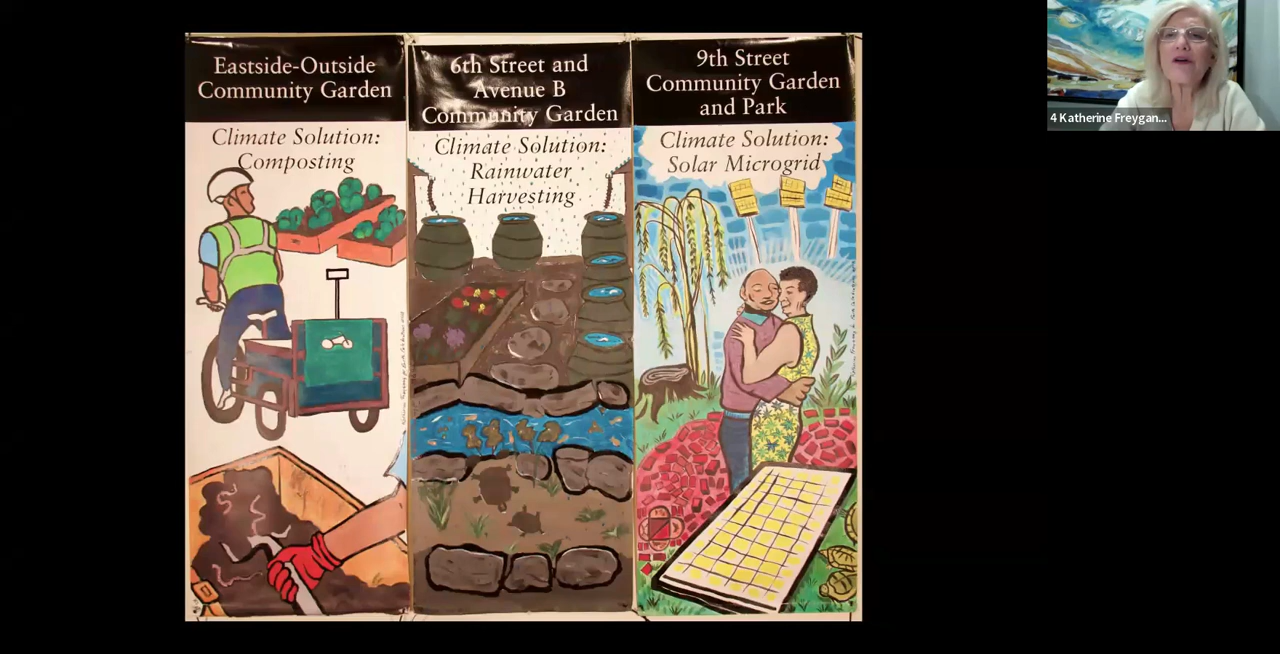 Eastside-Outside
Community Garden
Climate Solution:
Composting
6th Street and
Avenue B
Community Garden
Climate Solution:
Rainwater
Harvesting
9th Street
Community Garden
and Park
Climate Solution:
Solar Microgrid
4 Katherine Freygan...